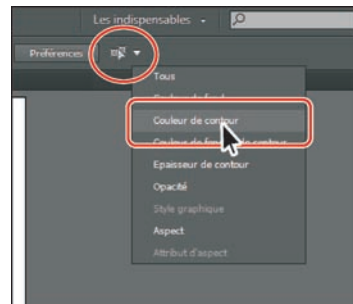 Les indispensables
Préférences
Tous
Couleur de contour
Epaisseur de contour
Opacité
Style graphique
Aspect
Attribut d'aspect